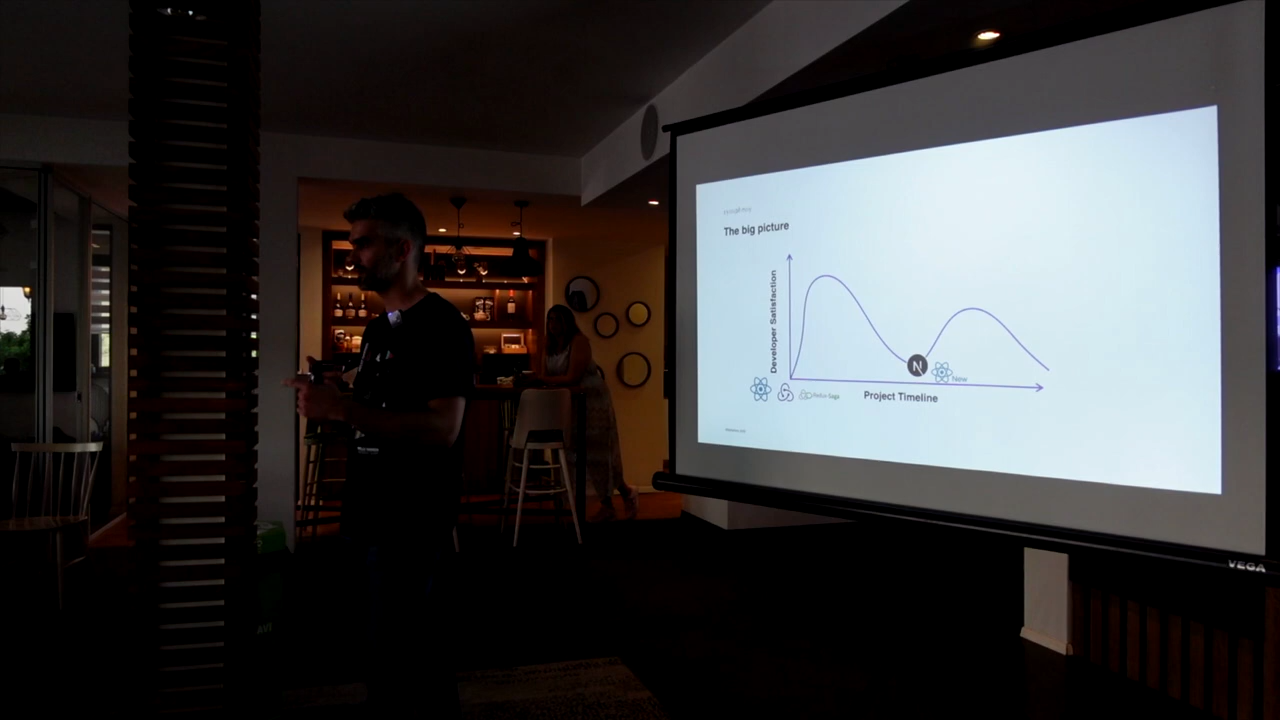 The big picture
Developer Satisfaction
N
New
Redux-Saga
Project Timeline
VEGA